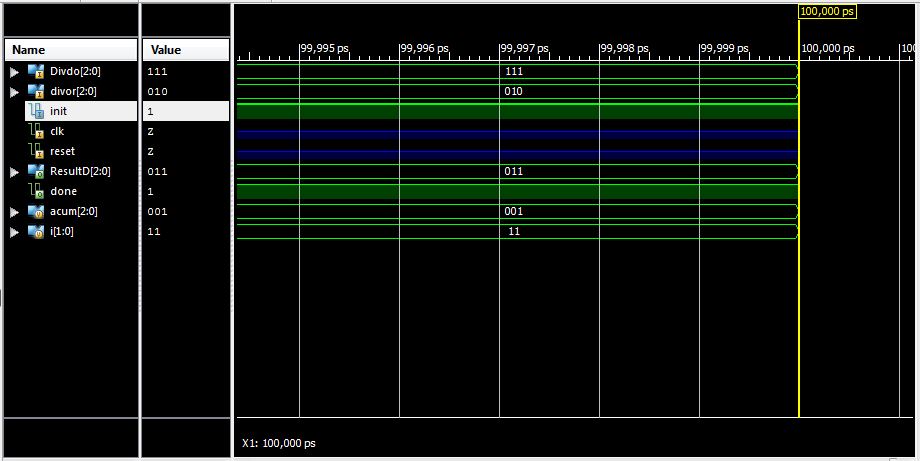 100,000 ps
Name Value
99,995 ps 99,996 ps 99,997 ps 99,998 ps 99,999 ps 100,000 ps 100
Divdo[2:0] 111 111
divor[2:0] 010 010
init 1
clk Z
reset Z
ResultD[2:0] 011 011
done 1
acum[2:0] 001 001
i[1:0] 11 11
X1: 100,000 ps